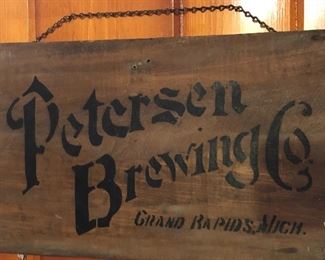 Petersen
Brewing Co.
GRAND RAPIDS, MICH.